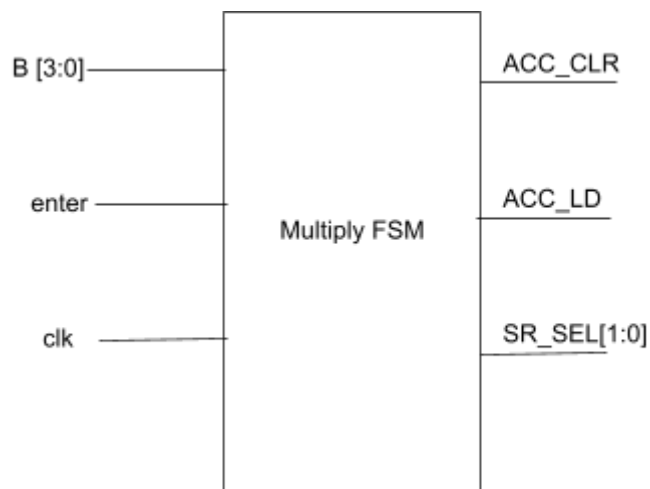 B [3:0]
ACC_CLR
enter
ACC_LD
Multiply FSM
clk
SR_SEL[1:0]